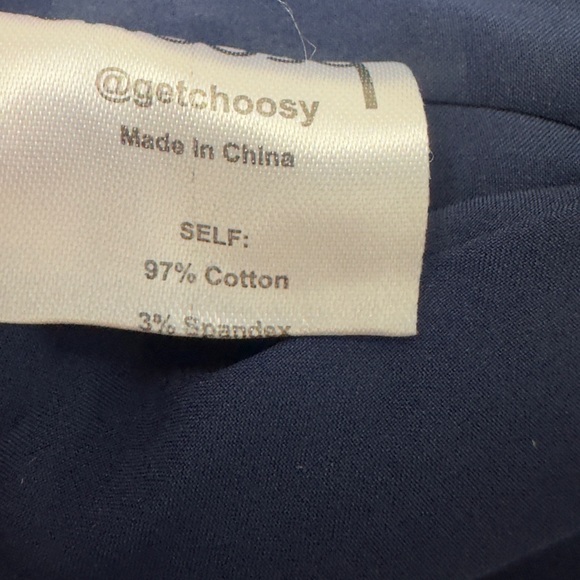 @getchoosy
Made in China
SELF:
97% Cotton
3% Spandex